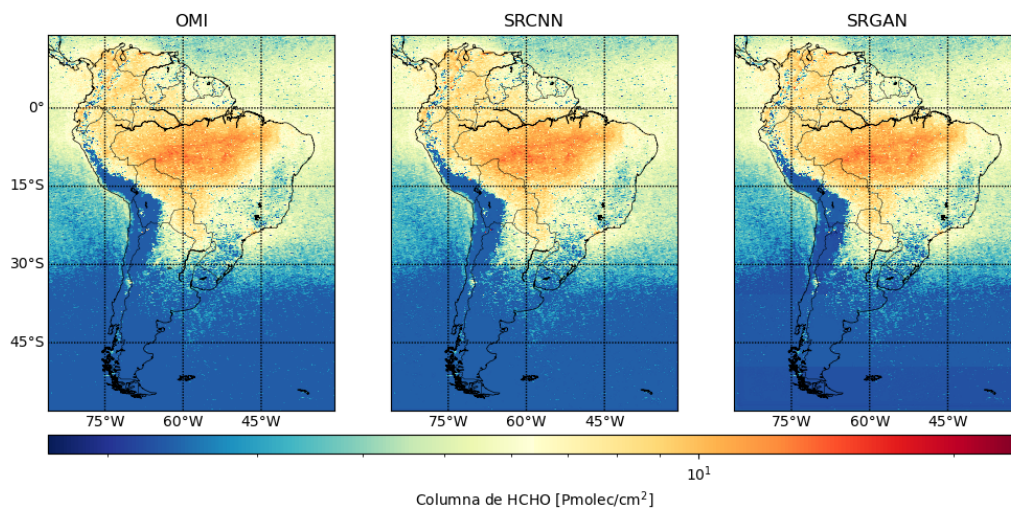 OMI SRCNN SRGAN
0°
15°S
30°S
45°S
75°W 60°W 45°W 75°W 60°W 45°W 75°W 60°W 45°W
10¹
Columna de HCHO [Pmolec/cm²]